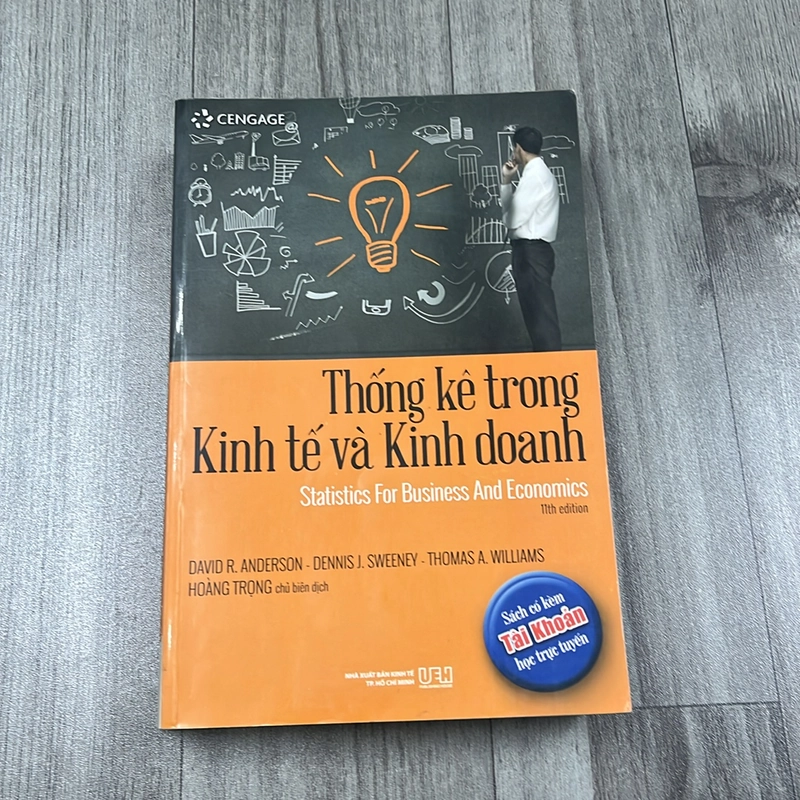 CENGAGE
Thống kê trong
Kinh tế và Kinh doanh
Statistics For Business And Economics
11th edition
DAVID R. ANDERSON - DENNIS J. SWEENEY - THOMAS A. WILLIAMS
HOÀNG TRỌNG chủ biên dịch
Sách có kèm
Tài Khoản
học trực tuyến
NHÀ XUẤT BẢN KINH TẾ
TP. HỒ CHÍ MINH
UEH